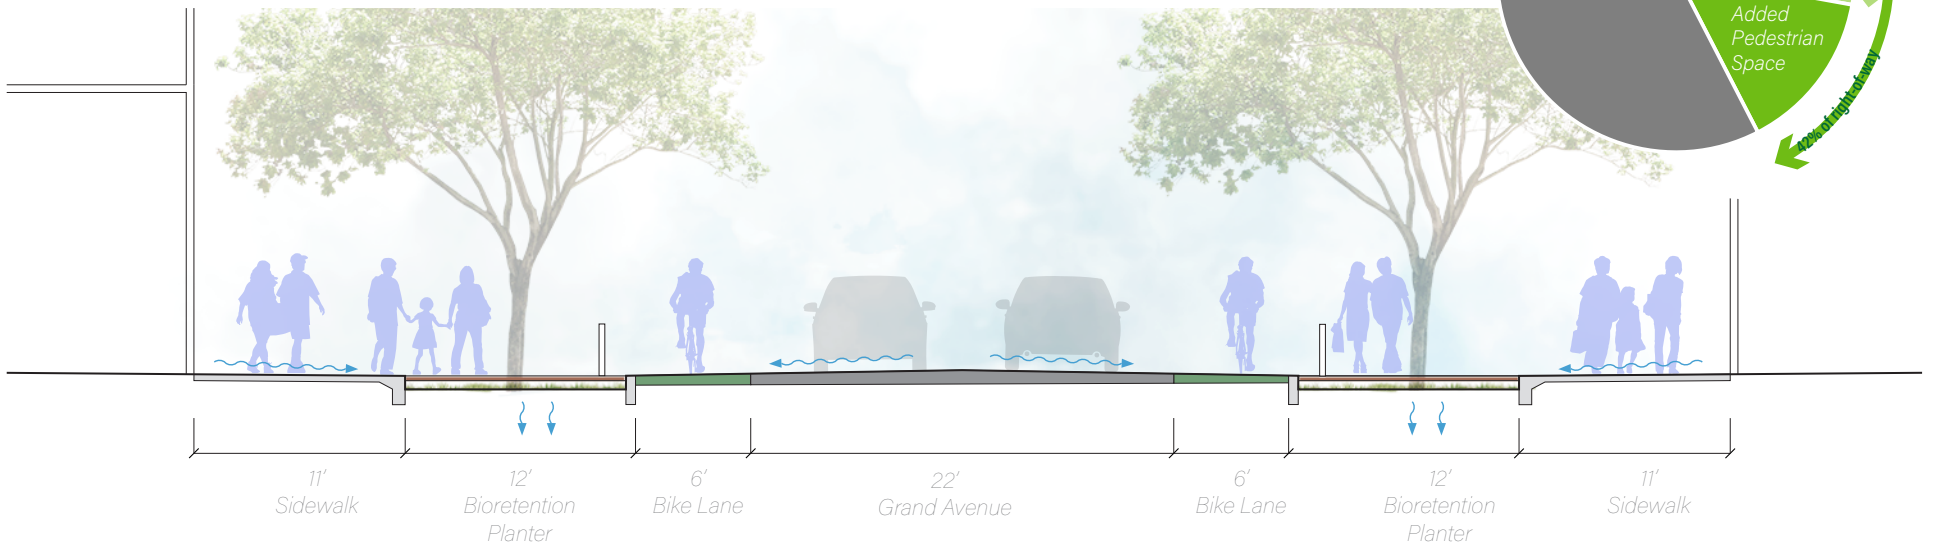 Added
Pedestrian
Space
42% of right-of-way
11'
Sidewalk
12'
Bioretention
Planter
6'
Bike Lane
22'
Grand Avenue
6'
Bike Lane
12'
Bioretention
Planter
11'
Sidewalk